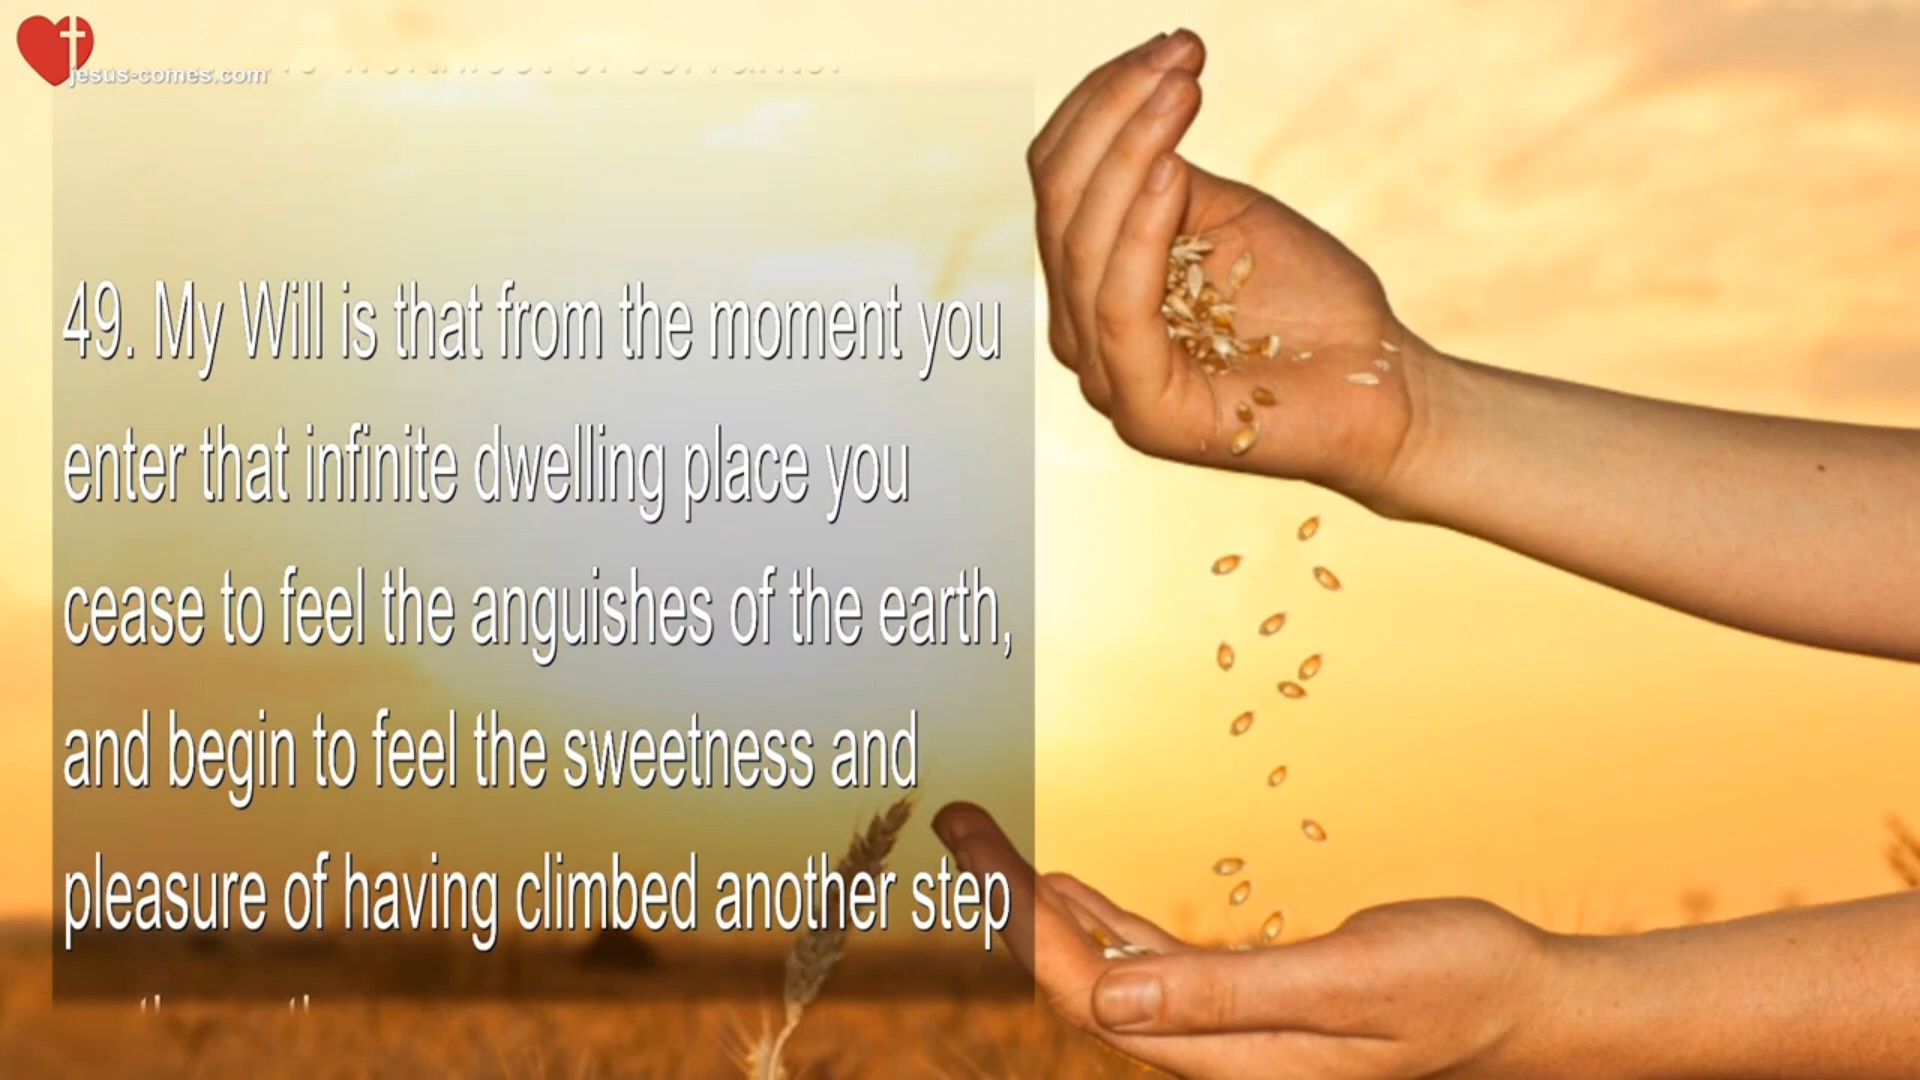 jesus-comes.com
49. My Will is that from the moment you
enter that infinite dwelling place you
cease to feel the anguishes of the earth,
and begin to feel the sweetness and
pleasure of having climbed another step